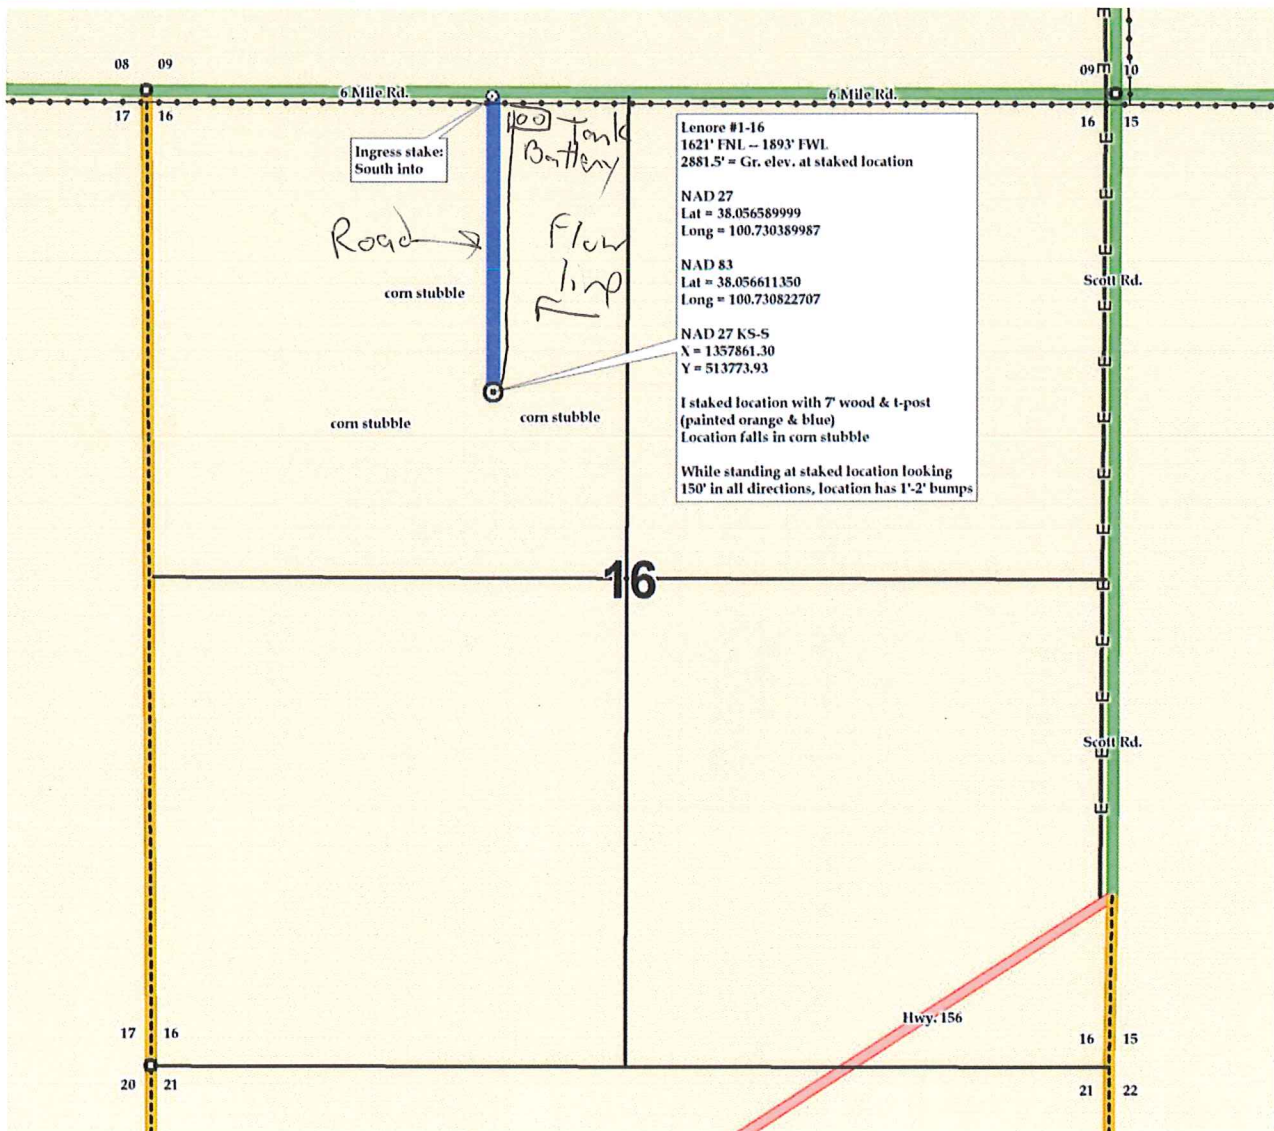 08 09
09 10
6 Mile Rd.
6 Mile Rd.
17 16
16 15
Ingress stake:
South into
Tank
Battery
Road
Flow
line
corn stubble
corn stubble
corn stubble
Lenore #1-16
1621' FNL -- 1893' FWL
2881.5' = Gr. elev. at staked location
NAD 27
Lat = 38.056589999
Long = 100.730389987
NAD 83
Lat = 38.056611350
Long = 100.730822707
NAD 27 KS-S
X = 1357861.30
Y = 513773.93
I staked location with 7' wood & t-post
(painted orange & blue)
Location falls in corn stubble
While standing at staked location looking
150' in all directions, location has 1'-2' bumps
E
E
E
E
E
Scott Rd.
E
E
E
E
E
16
E
E
E
Scott Rd.
E
E
Hwy. 156
17 16
16 15
20 21
21 22